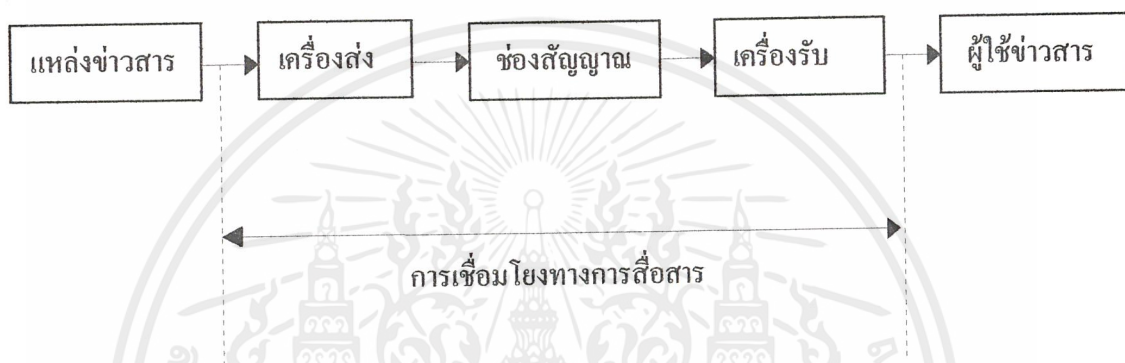 แหล่งข่าวสาร เครื่องส่ง ช่องสัญญาณ เครื่องรับ ผู้ใช้ข่าวสาร
การเชื่อมโยงทางการสื่อสาร